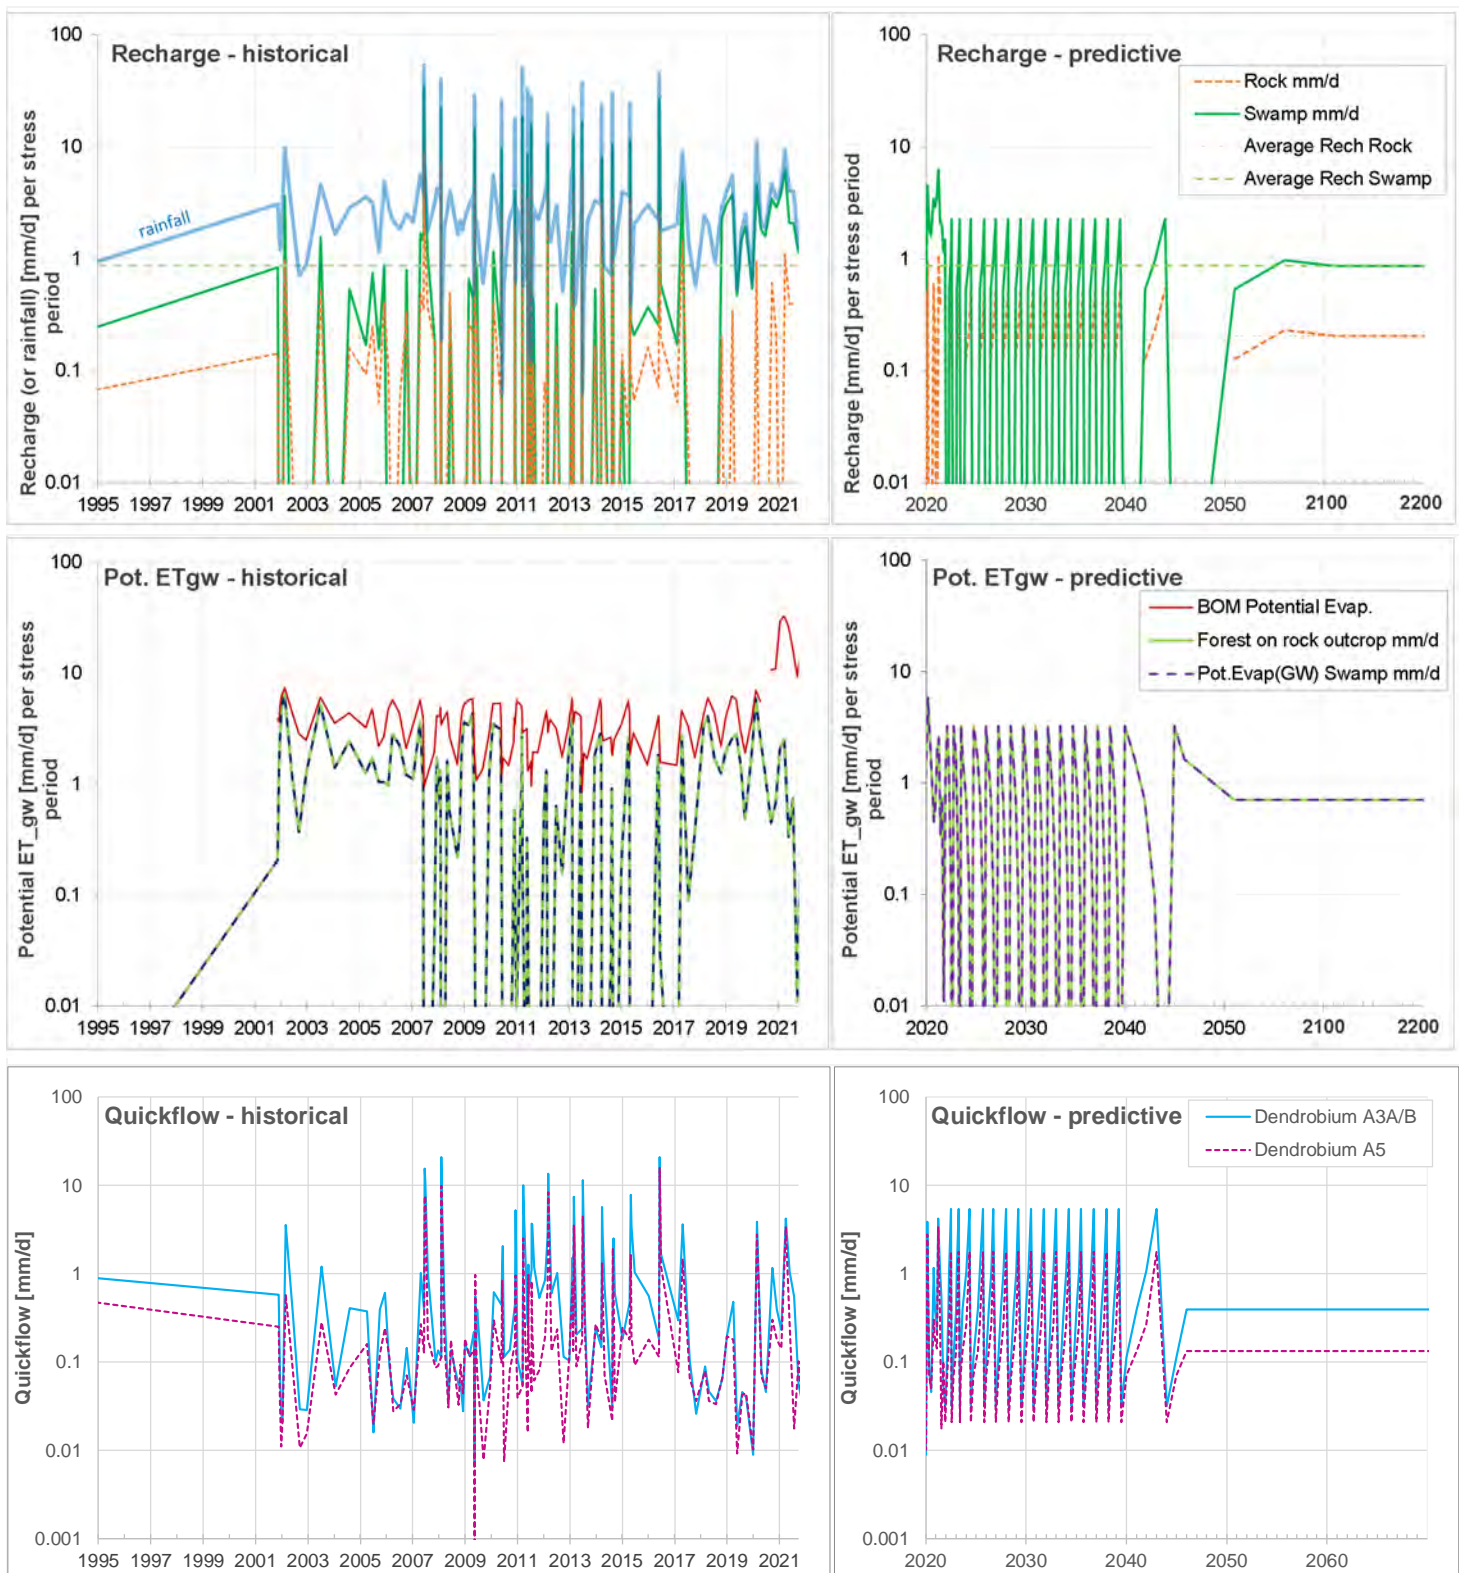 Recharge - historical
Recharge (or rainfall) [mm/d] per stress
period
100
10
1
0.1
0.01
rainfall
1995 1997 1999 2001 2003 2005 2007 2009 2011 2013 2015 2017 2019 2021
Recharge - predictive
Recharge [mm/d] per stress period
100
10
1
0.1
0.01
Rock mm/d
Swamp mm/d
Average Rech Rock
Average Rech Swamp
2020 2030 2040 2050 2100 2200
Pot. ETgw - historical
Potential ET_gw [mm/d] per stress
period
100
10
1
0.1
0.01
1995 1997 1999 2001 2003 2005 2007 2009 2011 2013 2015 2017 2019 2021
Pot. ETgw - predictive
Potential ET_gw [mm/d] per stress
period
100
10
1
0.1
0.01
BOM Potential Evap.
Forest on rock outcrop mm/d
Pot.Evap(GW) Swamp mm/d
2020 2030 2040 2050 2100 2200
Quickflow - historical
Quickflow [mm/d]
100
10
1
0.1
0.01
0.001
1995 1997 1999 2001 2003 2005 2007 2009 2011 2013 2015 2017 2019 2021
Quickflow - predictive
Quickflow [mm/d]
100
10
1
0.1
0.01
0.001
Dendrobium A3A/B
Dendrobium A5
2020 2030 2040 2050 2060